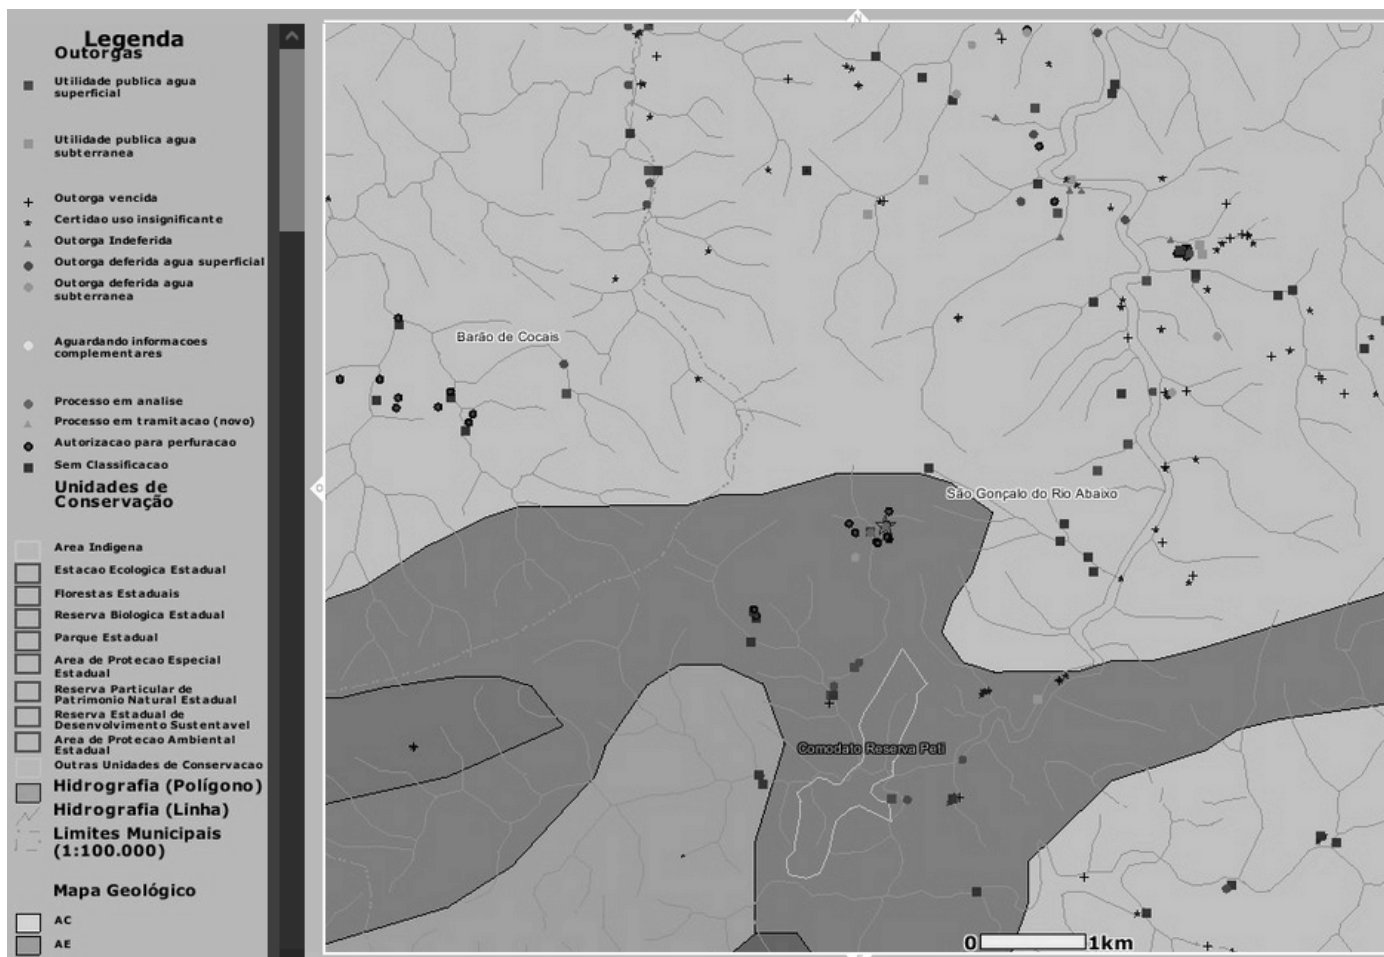 Legenda
Outorgas
Utilidade publica agua
superficial
Utilidade publica agua
subterranea
Outorga vencida
Certidao uso insignificante
Outorga Indeferida
Outorga deferida agua superficial
Outorga deferida agua
subterranea
Aguardando informacoes
complementares
Processo em analise
Processo em tramitacao (novo)
Autorizacao para perfuracao
Sem Classificacao
Unidades de
Conservação
Area Indigena
Estacao Ecologica Estadual
Florestas Estaduais
Reserva Biologica Estadual
Parque Estadual
Area de Protecao Especial
Estadual
Reserva Particular de
Patrimonio Natural Estadual
Reserva Estadual de
Desenvolvimento Sustentavel
Area de Protecao Ambiental
Estadual
Outras Unidades de Conservacao
Hidrografia (Polígono)
Hidrografia (Linha)
Limites Municipais
(1:100.000)
Mapa Geológico
AC
AE
N
O
Barão de Cocais
São Gonçalo do Rio Abaixo
Comodato Reserva Peti
0 1km